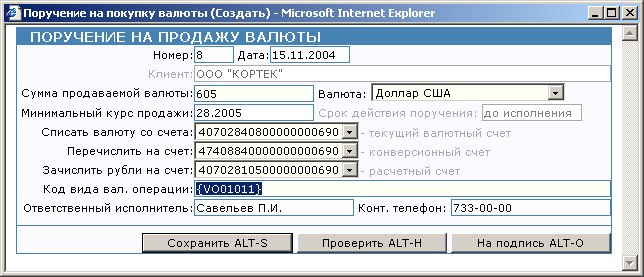 Поручение на покупку валюты (Создать) - Microsoft Internet Explorer
ПОРУЧЕНИЕ НА ПРОДАЖУ ВАЛЮТЫ
Номер: 8 Дата: 15.11.2004
Клиент: ООО "КОРТЕК"
Сумма продаваемой валюты: 605 Валюта: Доллар США
Минимальный курс продажи: 28.2005 Срок действия поручения: до исполнения
Списать валюту со счета: 40702840800000000690 - текущий валютный счет
Перечислить на счет: 47408840000000000690 - конверсионный счет
Зачислить рубли на счет: 40702810500000000690 - расчетный счет
Код вида вал. операции: {VO01011}
Ответственный исполнитель: Савельев П.И. Конт. телефон: 733-00-00
Сохранить ALT-S Проверить ALT-H На подпись ALT-O